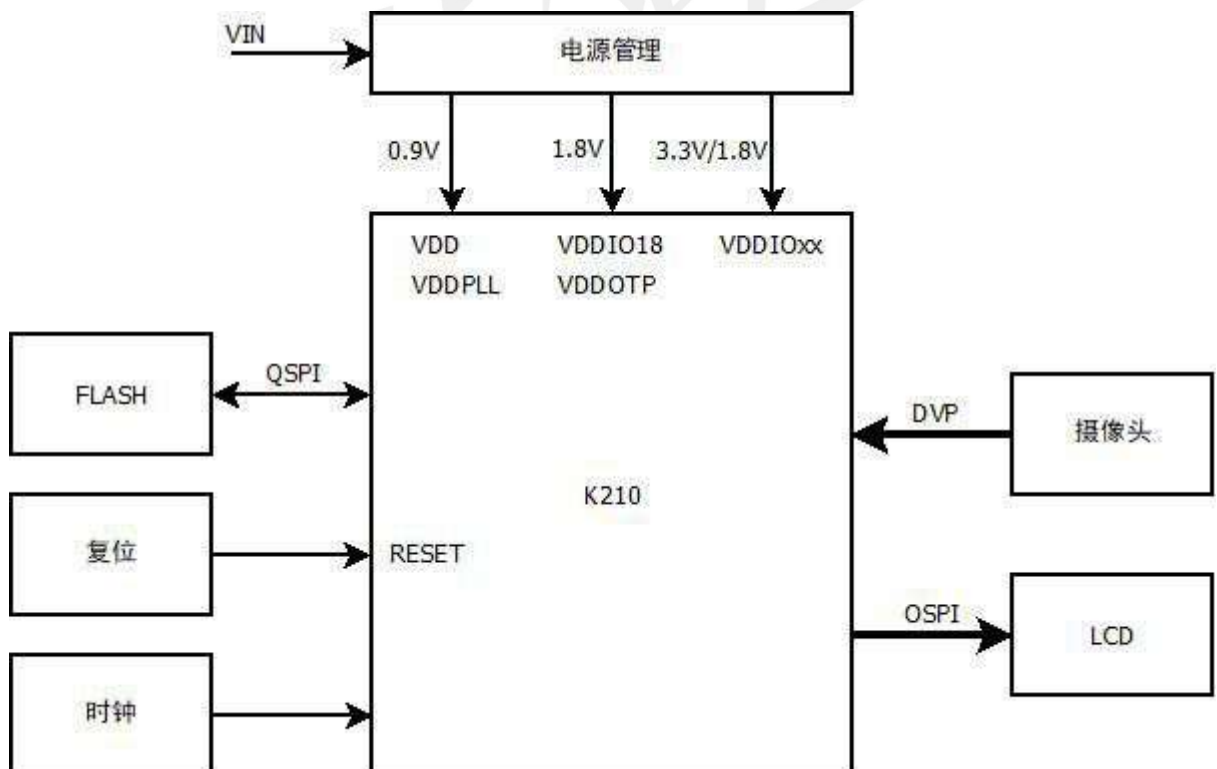 VIN
电源管理
0.9V
1.8V
3.3V/1.8V
VDD
VDDIO18
VDDIOxx
VDDPLL
VDDOTP
FLASH
QSPI
DVP
摄像头
K210
复位
RESET
OSPI
LCD
时钟